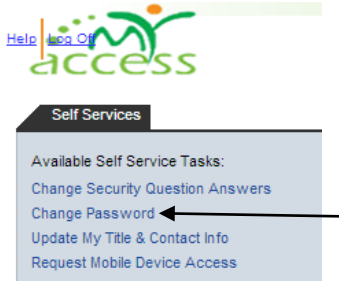 Help Log Off
my
access
Self Services
Available Self Service Tasks:
Change Security Question Answers
Change Password
Update My Title & Contact Info
Request Mobile Device Access